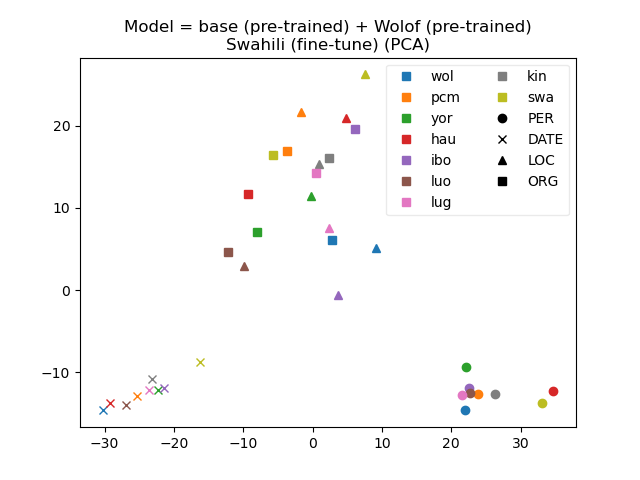 Model = base (pre-trained) + Wolof (pre-trained)
Swahili (fine-tune) (PCA)
20
10
0
−10
−30
−20
−10
0
10
20
30
wol
pcm
yor
hau
ibo
luo
lug
kin
swa
PER
DATE
LOC
ORG